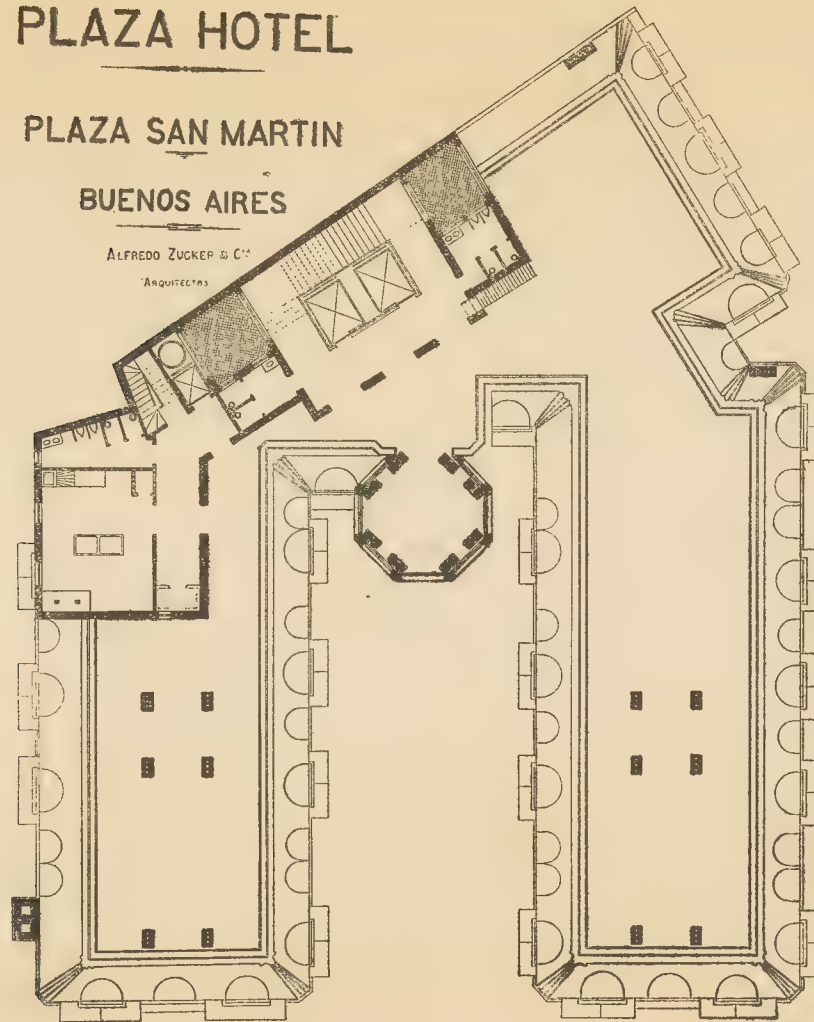 PLAZA HOTEL
PLAZA SAN MARTIN
BUENOS AIRES
ALFREDO ZUCKER & Cía
ARQUITECTOS